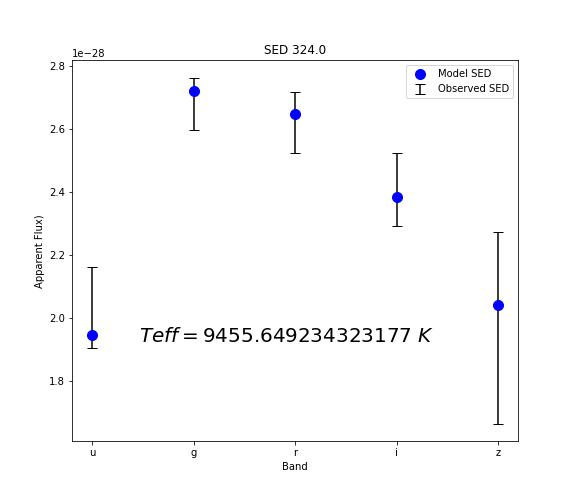 SED 324.0
1e−28
2.8
2.6
2.4
2.2
2.0
1.8
Apparent Flux)
Model SED
Observed SED
Teff = 9455.649234323177 K
u g r i z
Band